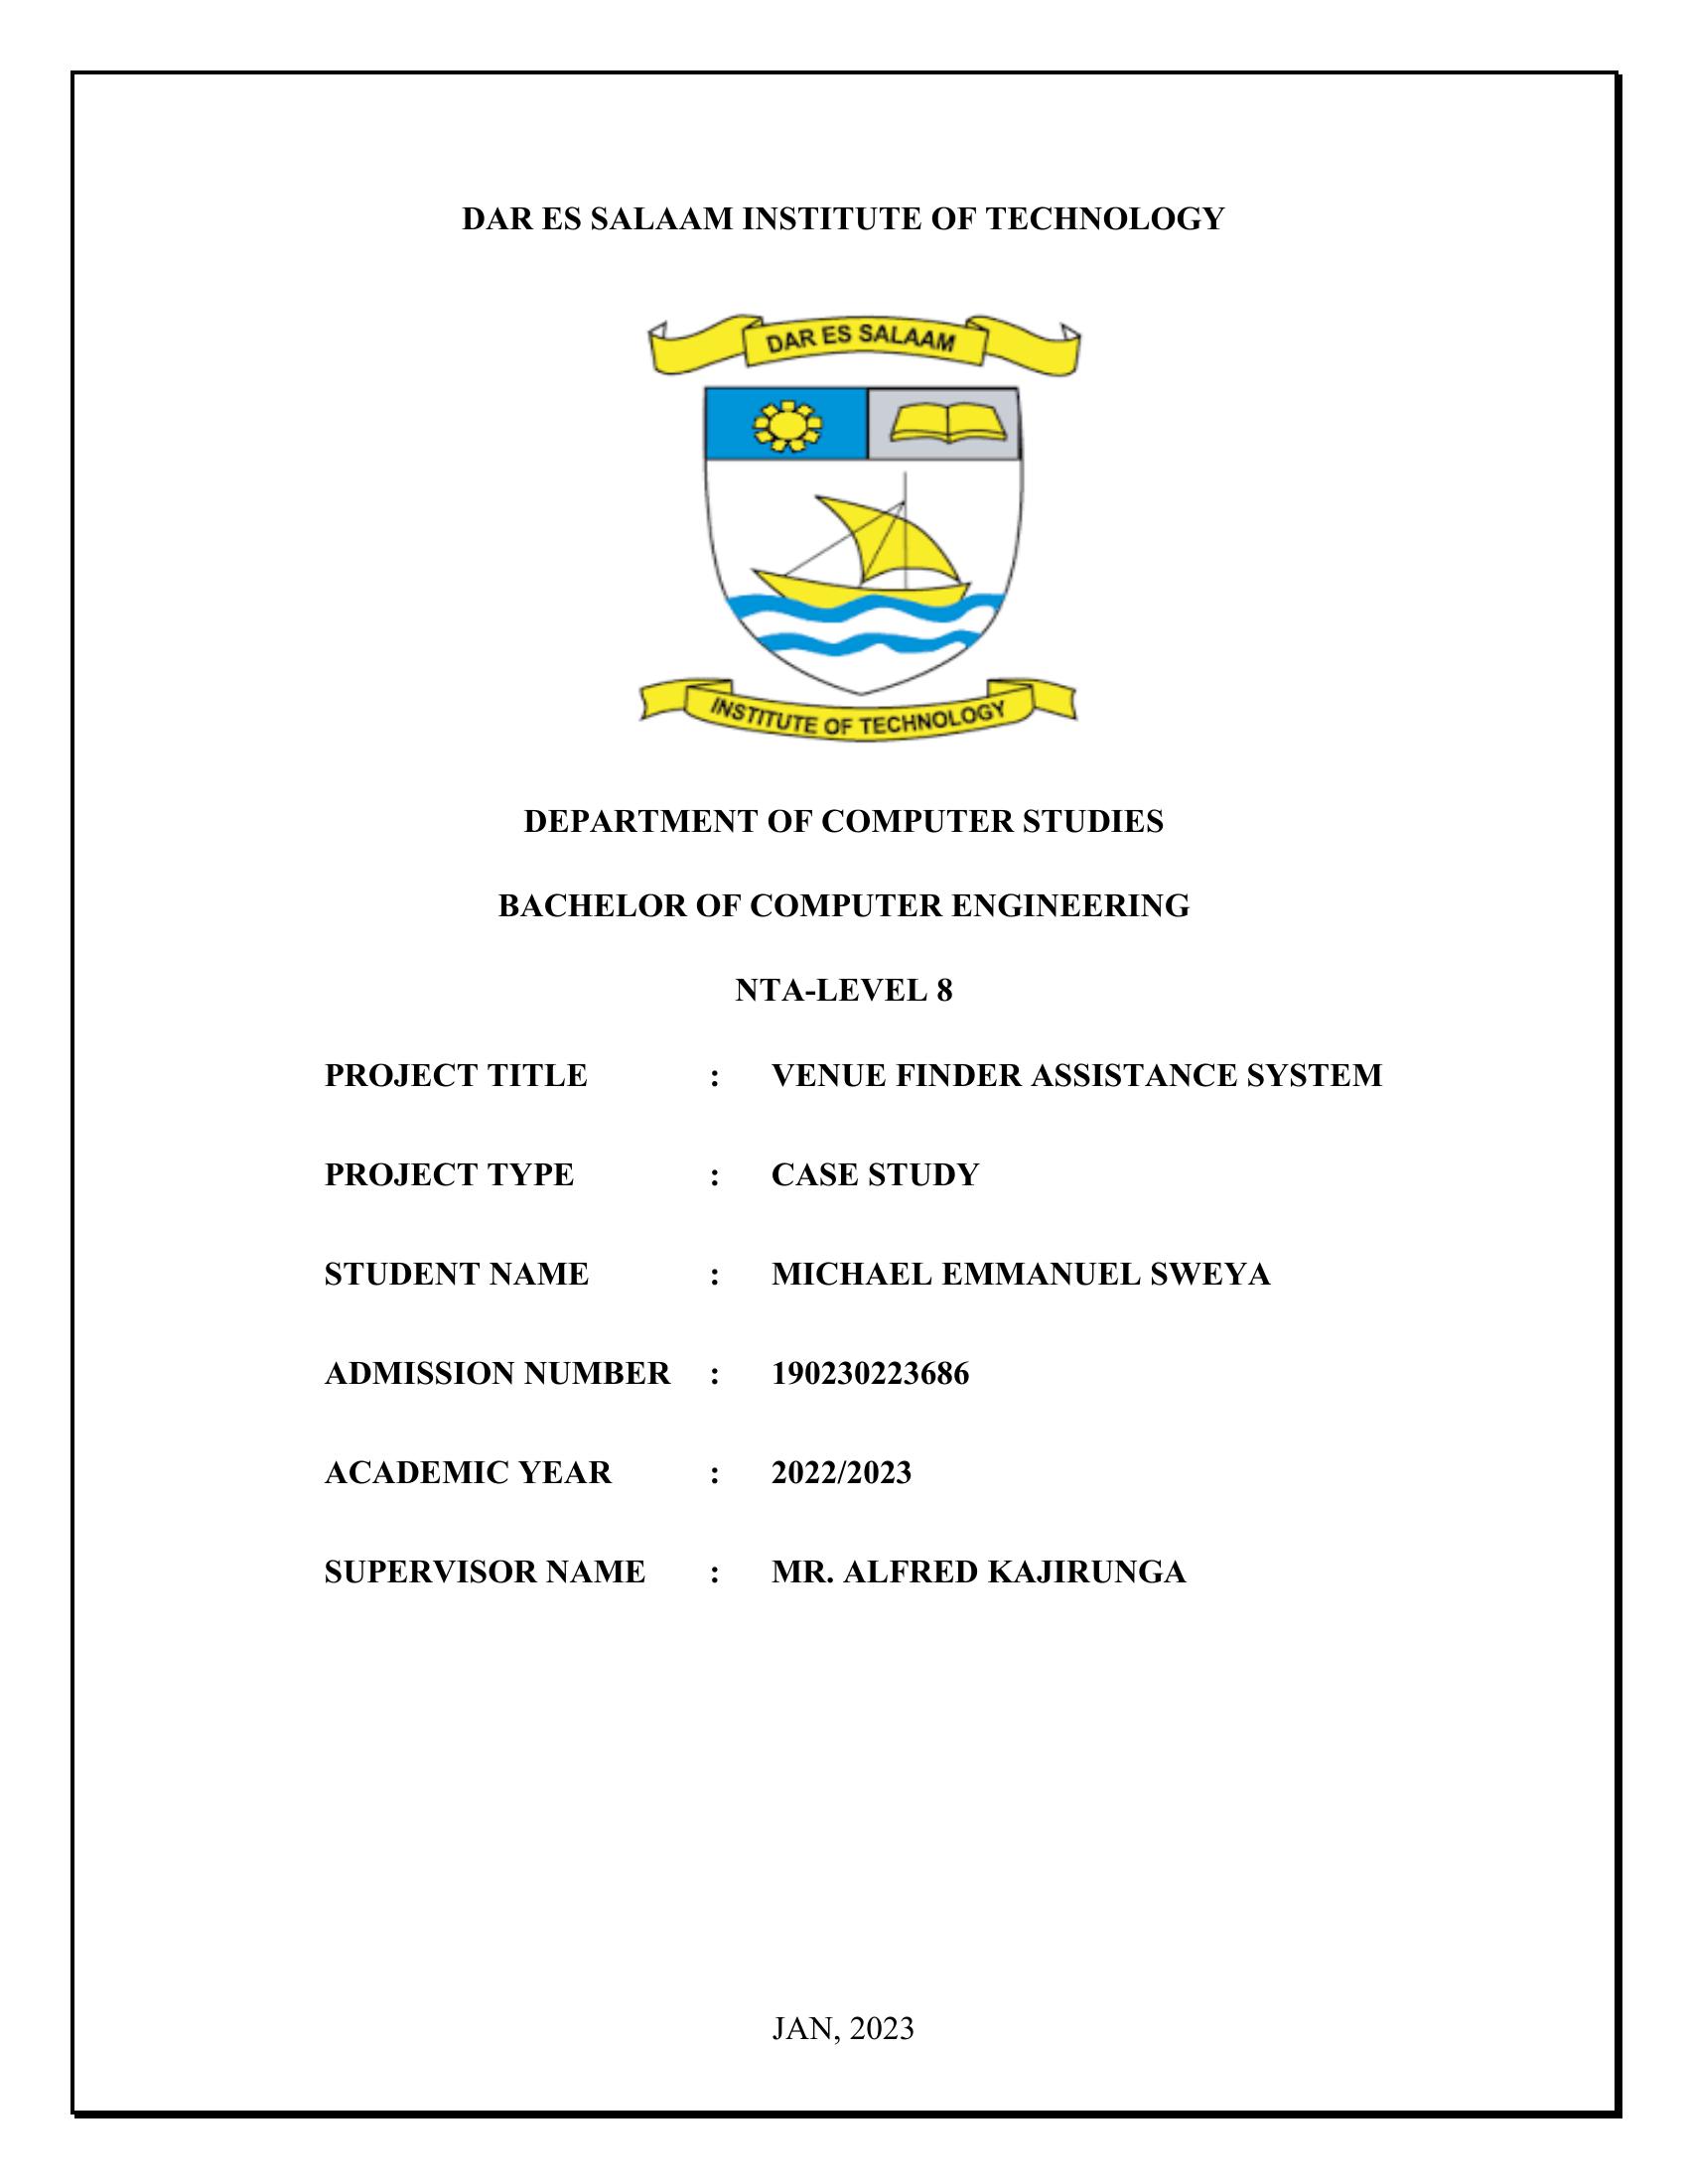 DAR ES SALAAM INSTITUTE OF TECHNOLOGY
DAR ES SALAAM
INSTITUTE OF TECHNOLOGY
DEPARTMENT OF COMPUTER STUDIES
BACHELOR OF COMPUTER ENGINEERING
NTA-LEVEL 8
PROJECT TITLE : VENUE FINDER ASSISTANCE SYSTEM
PROJECT TYPE : CASE STUDY
STUDENT NAME : MICHAEL EMMANUEL SWEYA
ADMISSION NUMBER : 190230223686
ACADEMIC YEAR : 2022/2023
SUPERVISOR NAME : MR. ALFRED KAJIRUNGA
JAN, 2023